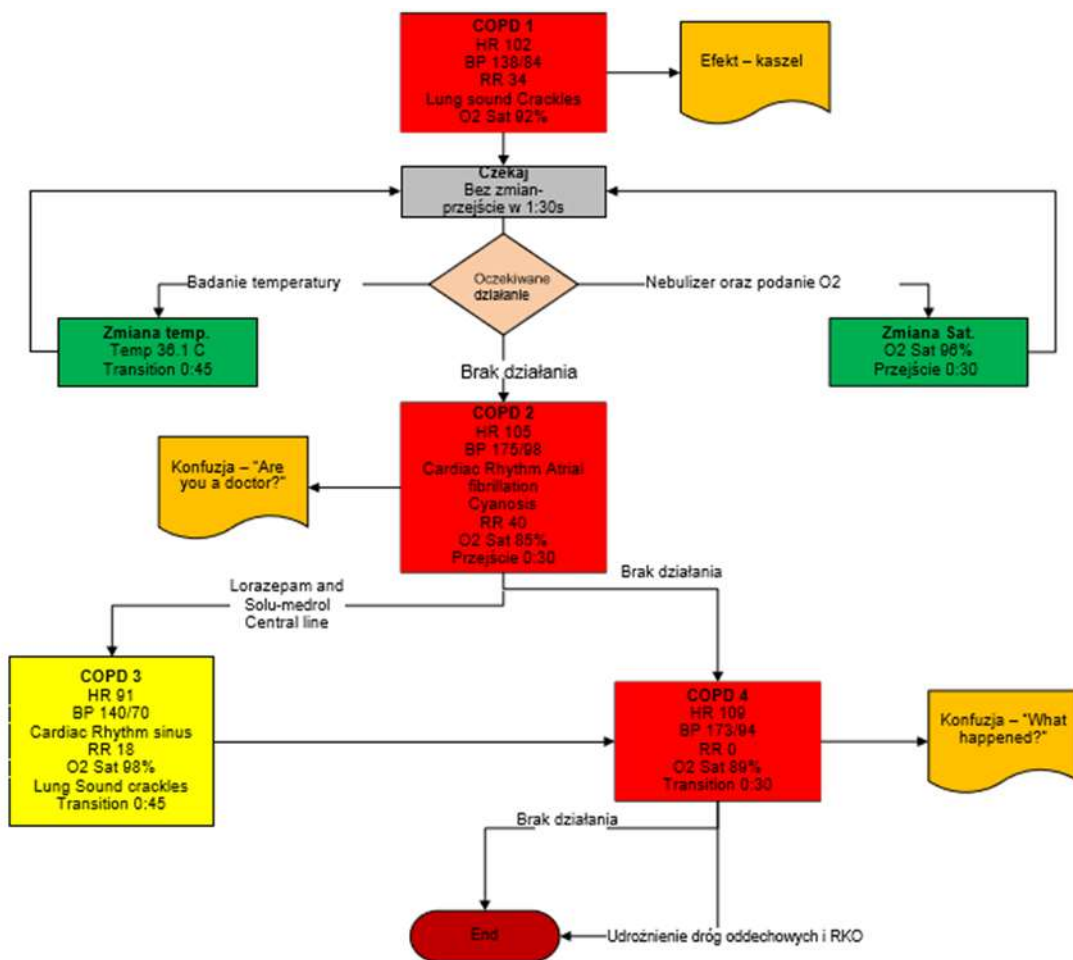 COPD 1
HR 102
BP 138/84
RR 34
Lung sound Crackles
O2 Sat 92%
Efekt – kaszel
Czekaj
Bez zmian-
przejście w 1:30s
Oczekiwane
działanie
Badanie temperatury
Nebulizer oraz podanie O2
Zmiana temp.
Temp 36.1 C
Transition 0:45
Zmiana Sat.
O2 Sat 96%
Przejście 0:30
Brak działania
COPD 2
HR 105
BP 175/98
Cardiac Rhythm Atrial
fibrillation
Cyanosis
RR 40
O2 Sat 85%
Przejście 0:30
Konfuzja – "Are
you a doctor?"
Lorazepam and
Solu-medrol
Central line
Brak działania
COPD 3
HR 91
BP 140/70
Cardiac Rhythm sinus
RR 18
O2 Sat 98%
Lung Sound crackles
Transition 0:45
COPD 4
HR 109
BP 173/94
RR 0
O2 Sat 89%
Transition 0:30
Konfuzja – "What
happened?"
Brak działania
End
Udrożnienie dróg oddechowych i RKO